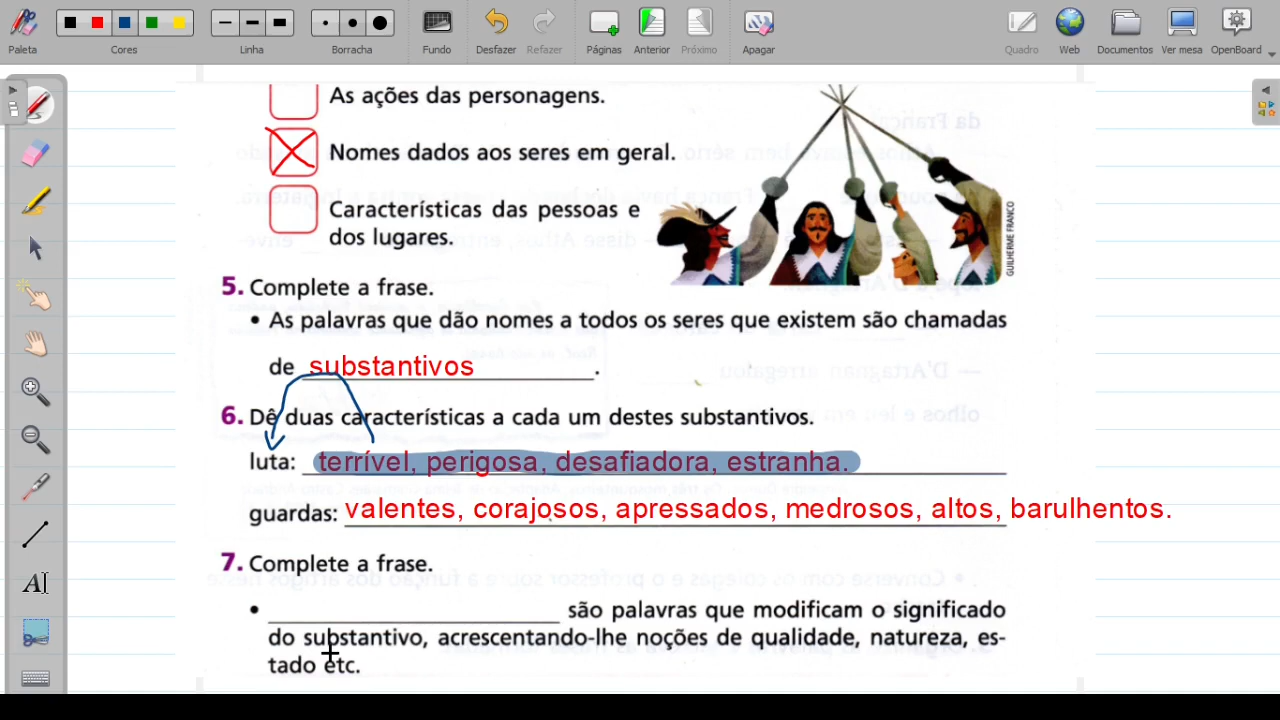 Paleta
Cores
Linha
Borracha
Fundo
Desfazer
Refazer
Páginas
Anterior
Próximo
Apagar
Quadro
Web
Documentos
Ver mesa
OpenBoard
As ações das personagens.
Nomes dados aos seres em geral.
Características das pessoas e
dos lugares.
GUILHERME FRANCO
5. Complete a frase.
• As palavras que dão nomes a todos os seres que existem são chamadas
de substantivos.
6. Dê duas características a cada um destes substantivos.
luta: terrível, perigosa, desafiadora, estranha.
guardas: valentes, corajosos, apressados, medrosos, altos, barulhentos.
7. Complete a frase.
• ____________________ são palavras que modificam o significado
do substantivo, acrescentando-lhe noções de qualidade, natureza, es-
tado etc.